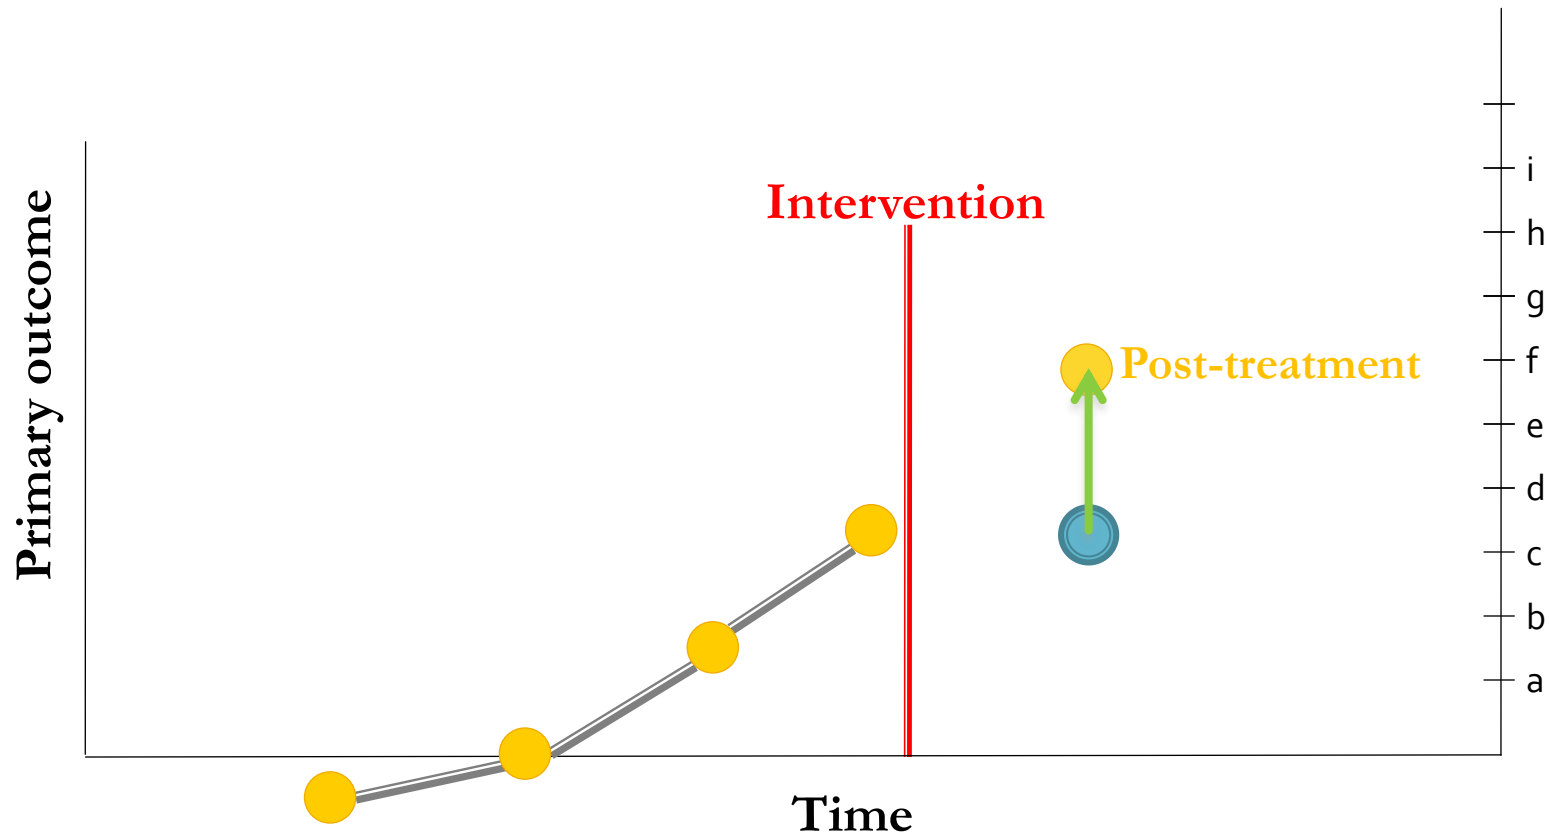 Primary outcome
Intervention
Post-treatment
Time
i
h
g
f
e
d
c
b
a